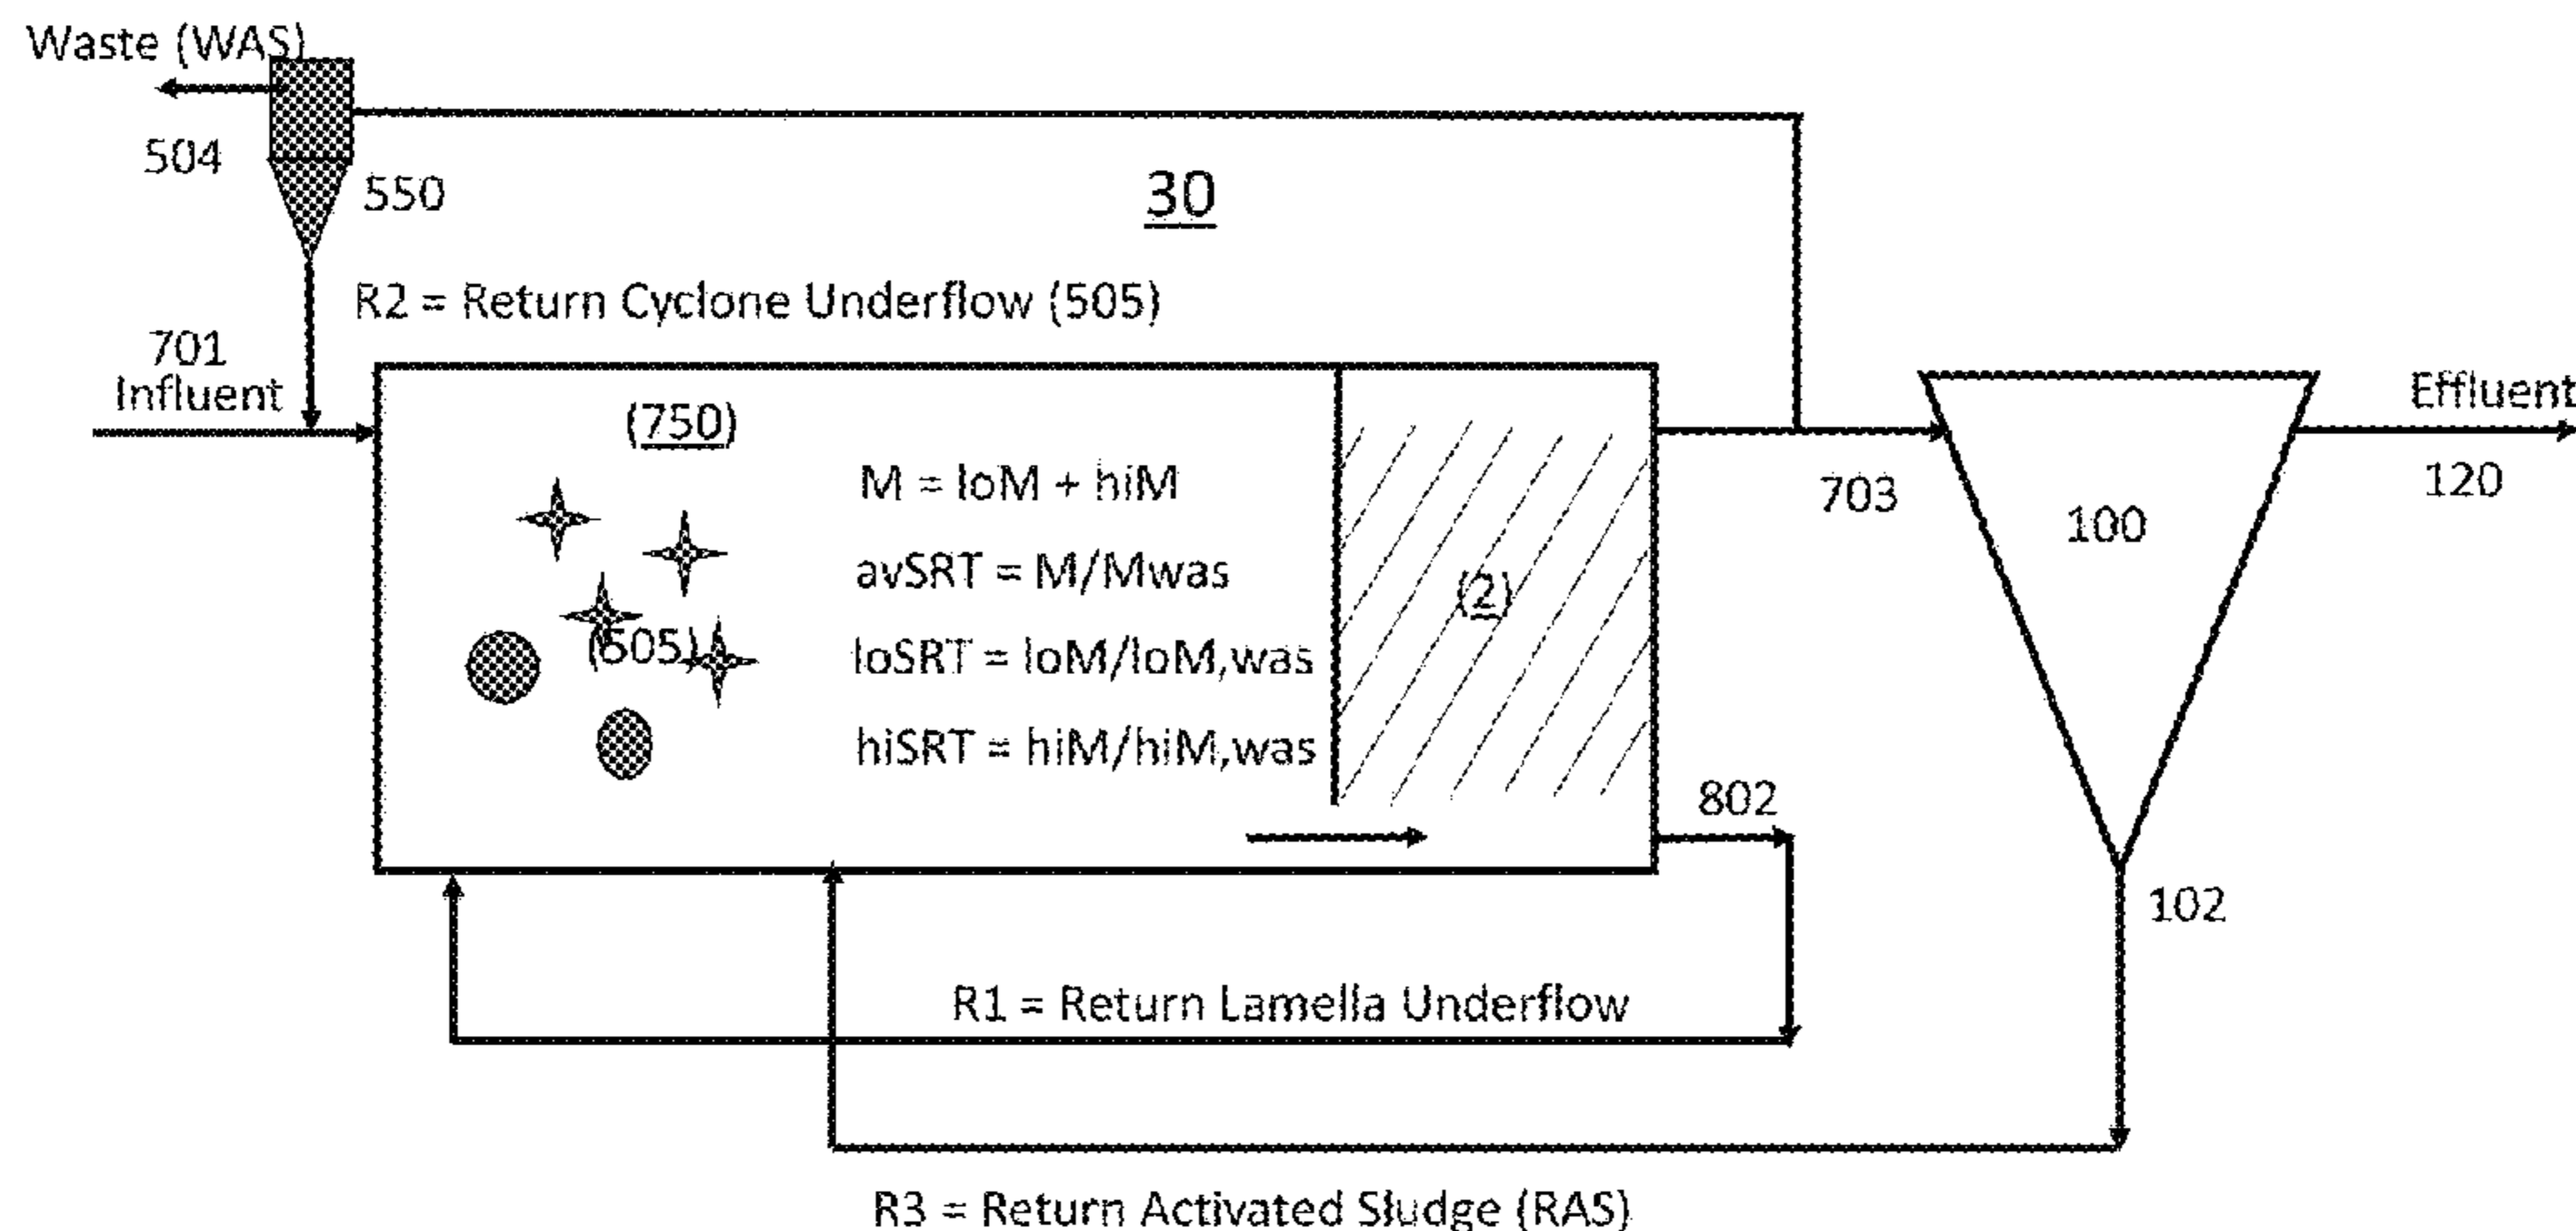 Waste (WAS)
504
550
30
R2 = Return Cyclone Underflow (505)
701
Influent
(750)
M = loM + hiM
avSRT = M/Mwas
(505)
loSRT = loM/loM,was
hiSRT = hiM/hiM,was
(2)
703
100
Effluent
120
802
102
R1 = Return Lamella Underflow
R3 = Return Activated Sludge (RAS)